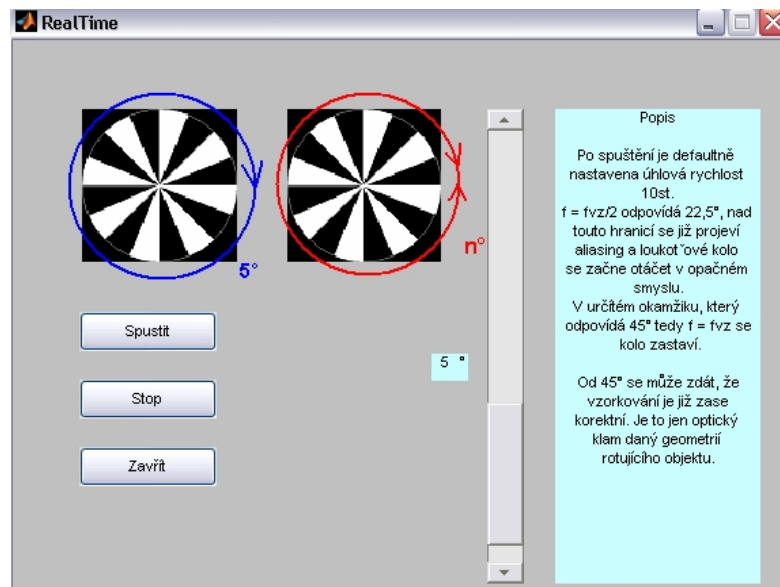 RealTime
5°
n°
Spustit
Stop
Zavřít
5 °
Popis
Po spuštění je defaultně
nastavena úhlová rychlost
10st.
f = fvz/2 odpovídá 22,5°, nad
touto hranicí se již projeví
aliasing a loukoťˇové kolo
se začne otáčet v opačném
smyslu.
V určítém okamžiku, který
odpovídá 45° tedy f = fvz se
kolo zastaví.
Od 45° se může zdát, že
vzorkování je již zase
korektní. Je to jen optický
klam daný geometrií
rotujícího objektu.